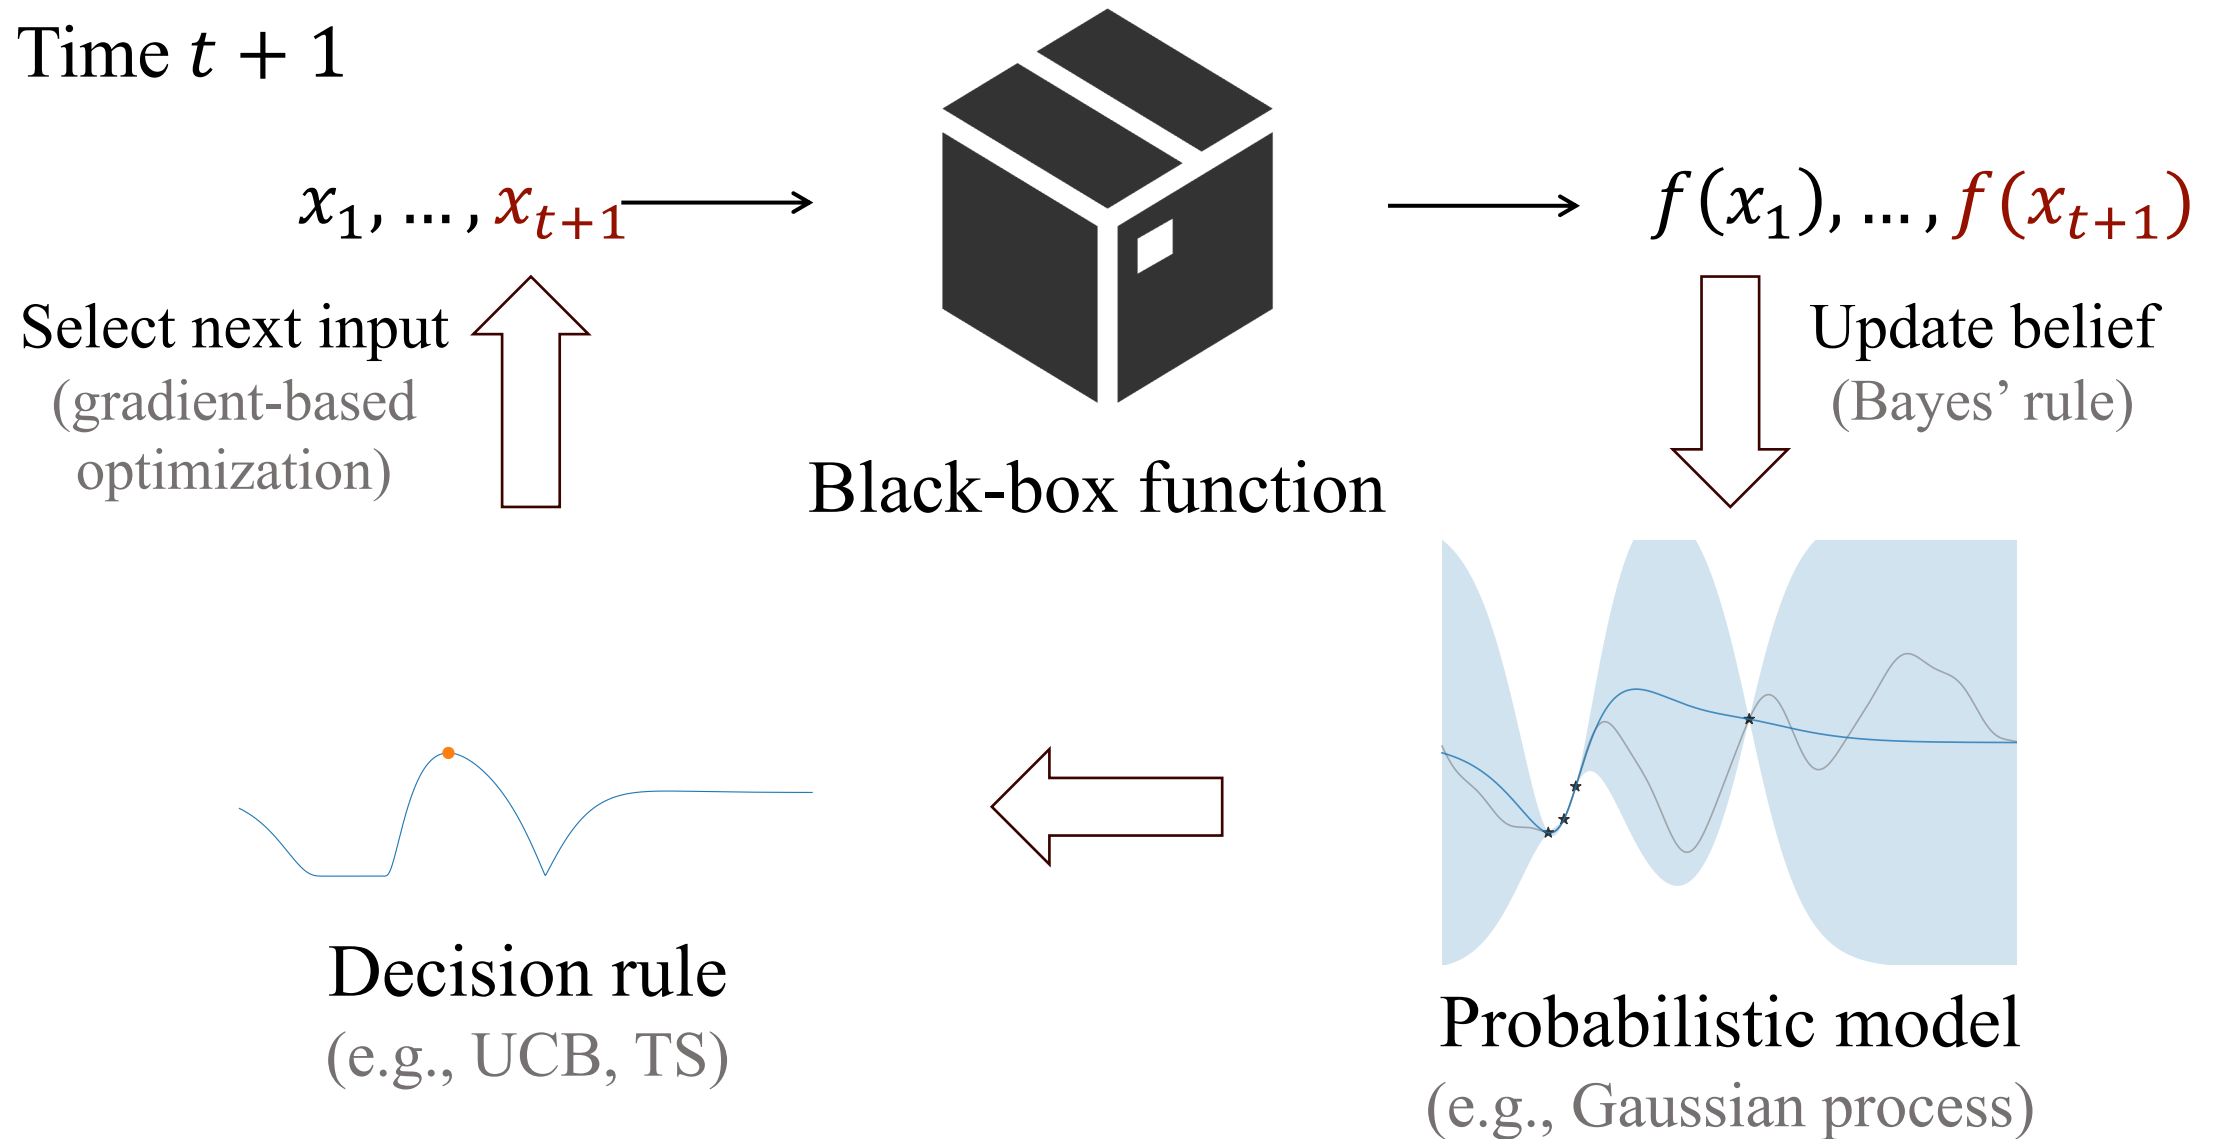 Time t + 1
x₁, … , xₜ₊₁
f(x₁), … , f(xₜ₊₁)
Select next input
(gradient-based
optimization)
Black-box function
Update belief
(Bayes’ rule)
Decision rule
(e.g., UCB, TS)
Probabilistic model
(e.g., Gaussian process)